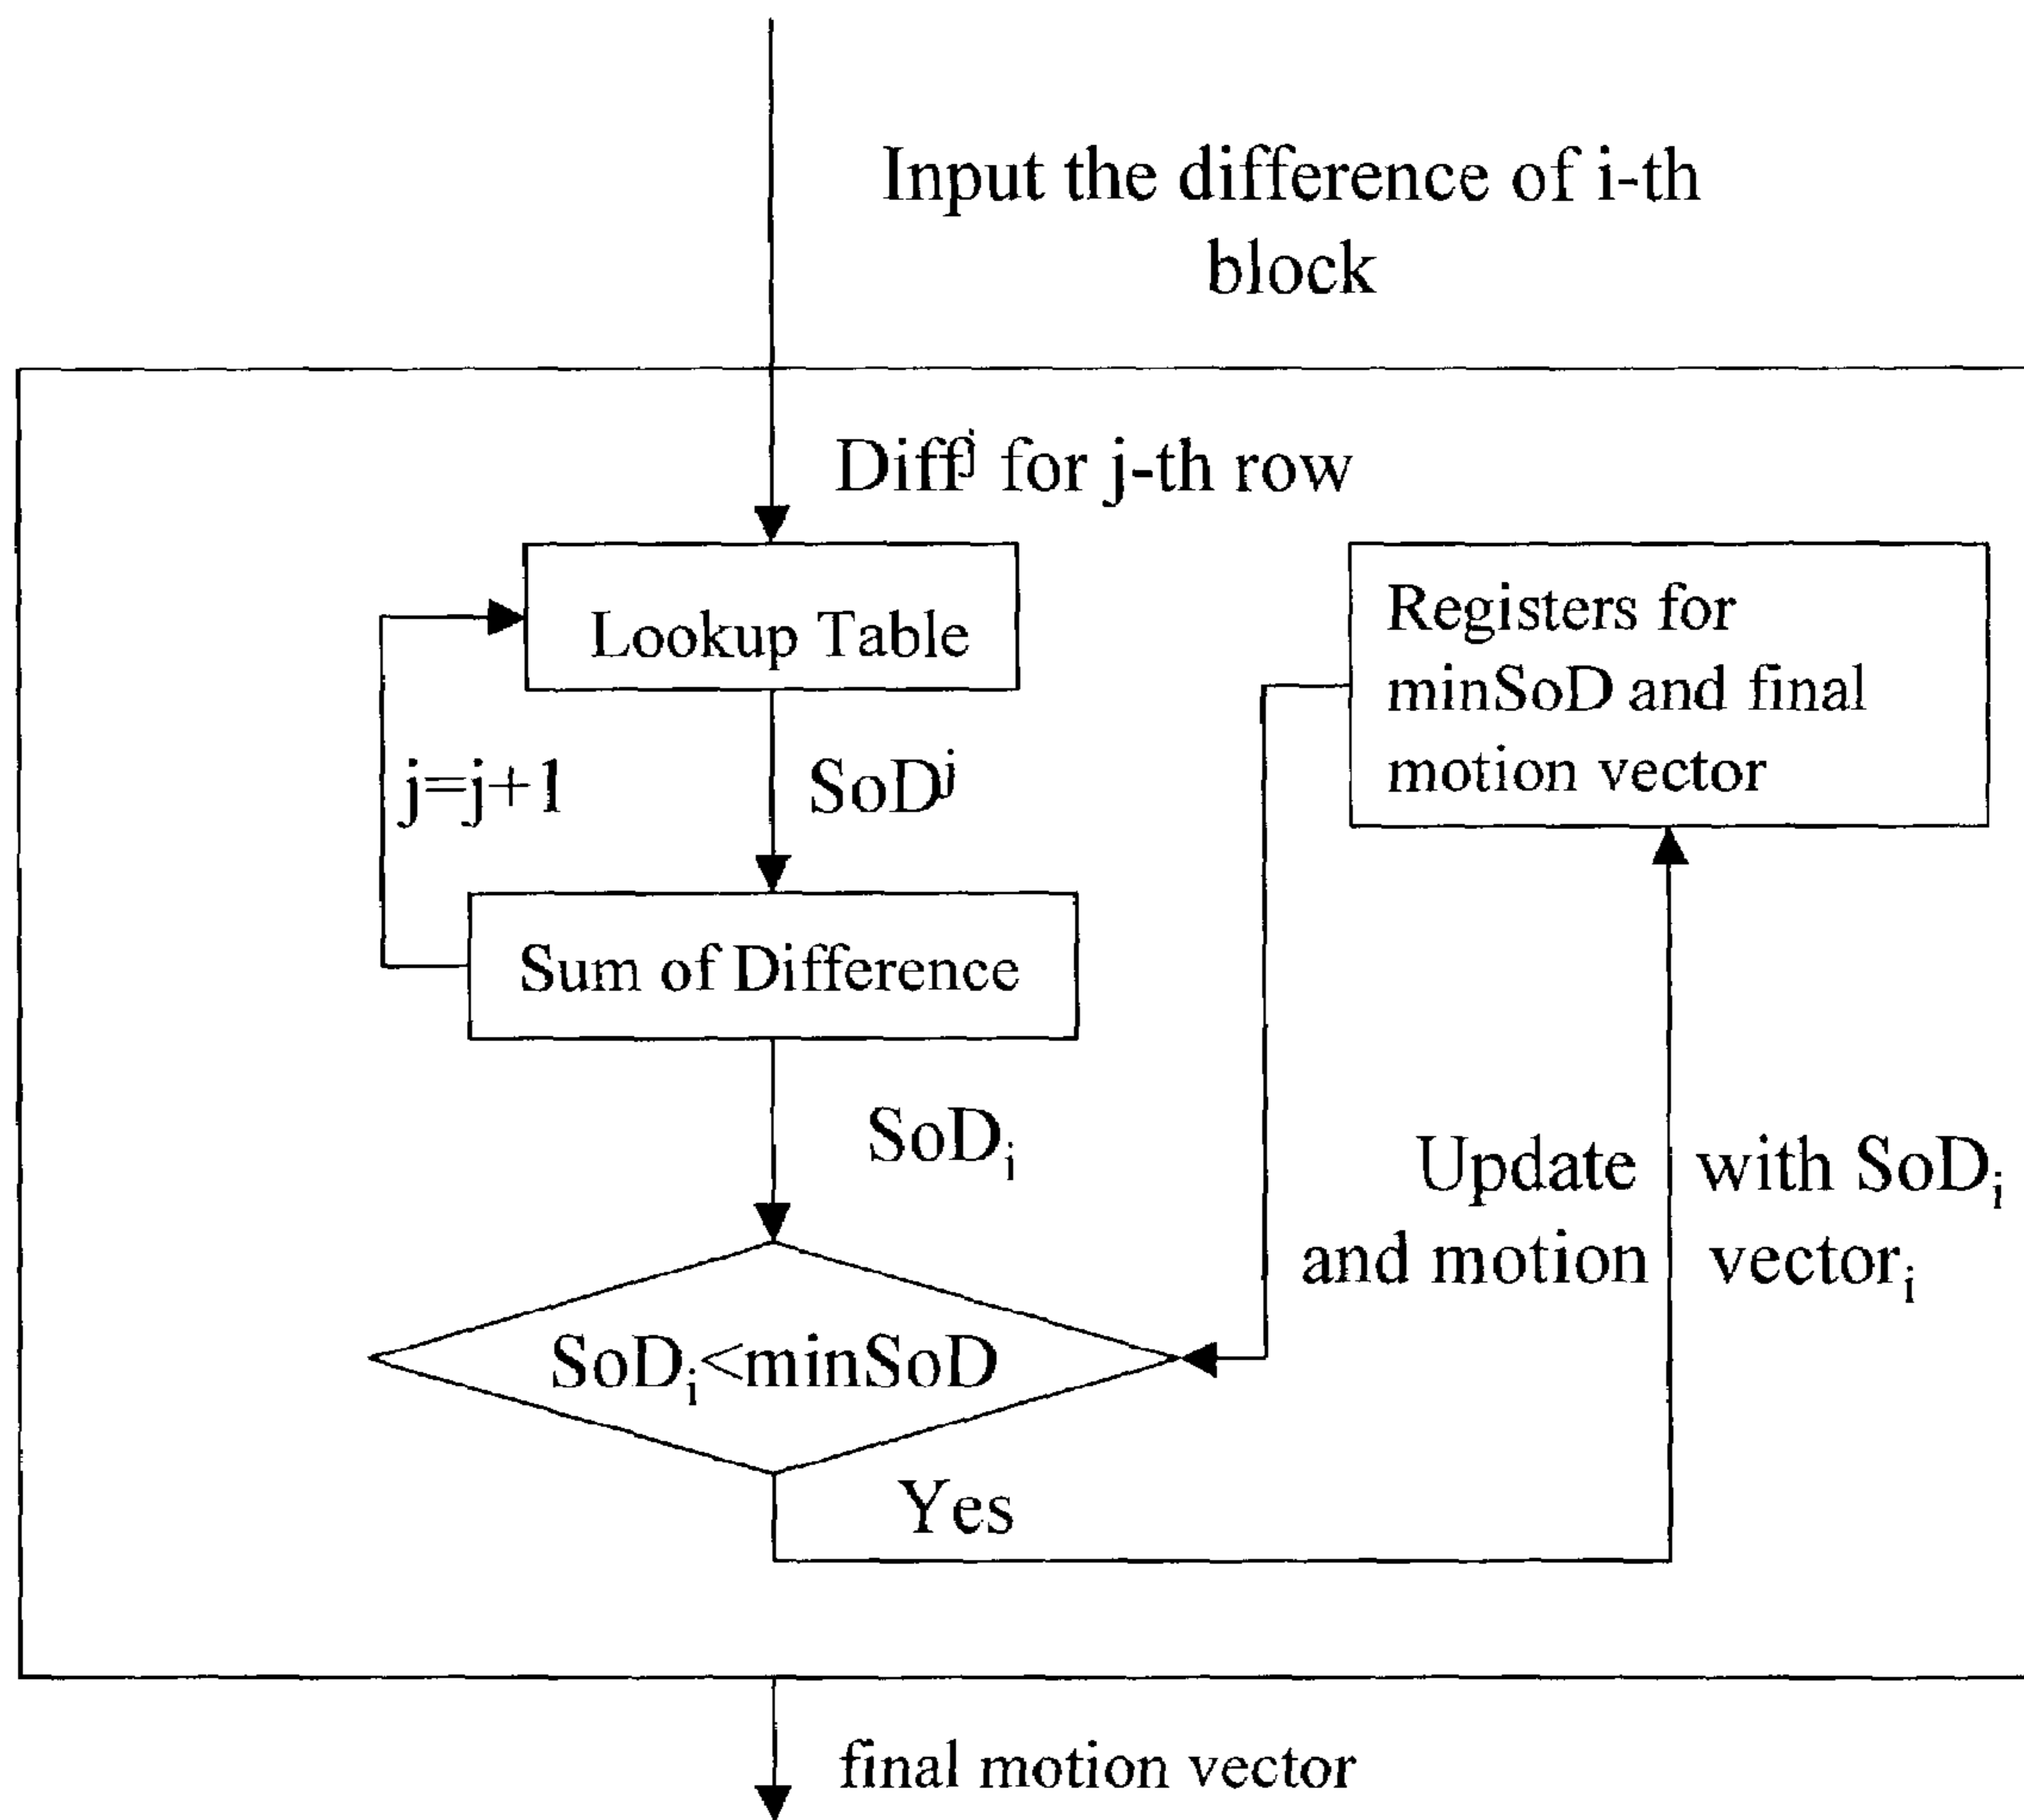 Input the difference of i-th
block
Diffʲ for j-th row
Lookup Table
Registers for
minSoD and final
motion vector
j=j+1
SoDʲ
Sum of Difference
SoDᵢ
Update with SoDᵢ
and motion vectorᵢ
SoDᵢ<minSoD
Yes
final motion vector